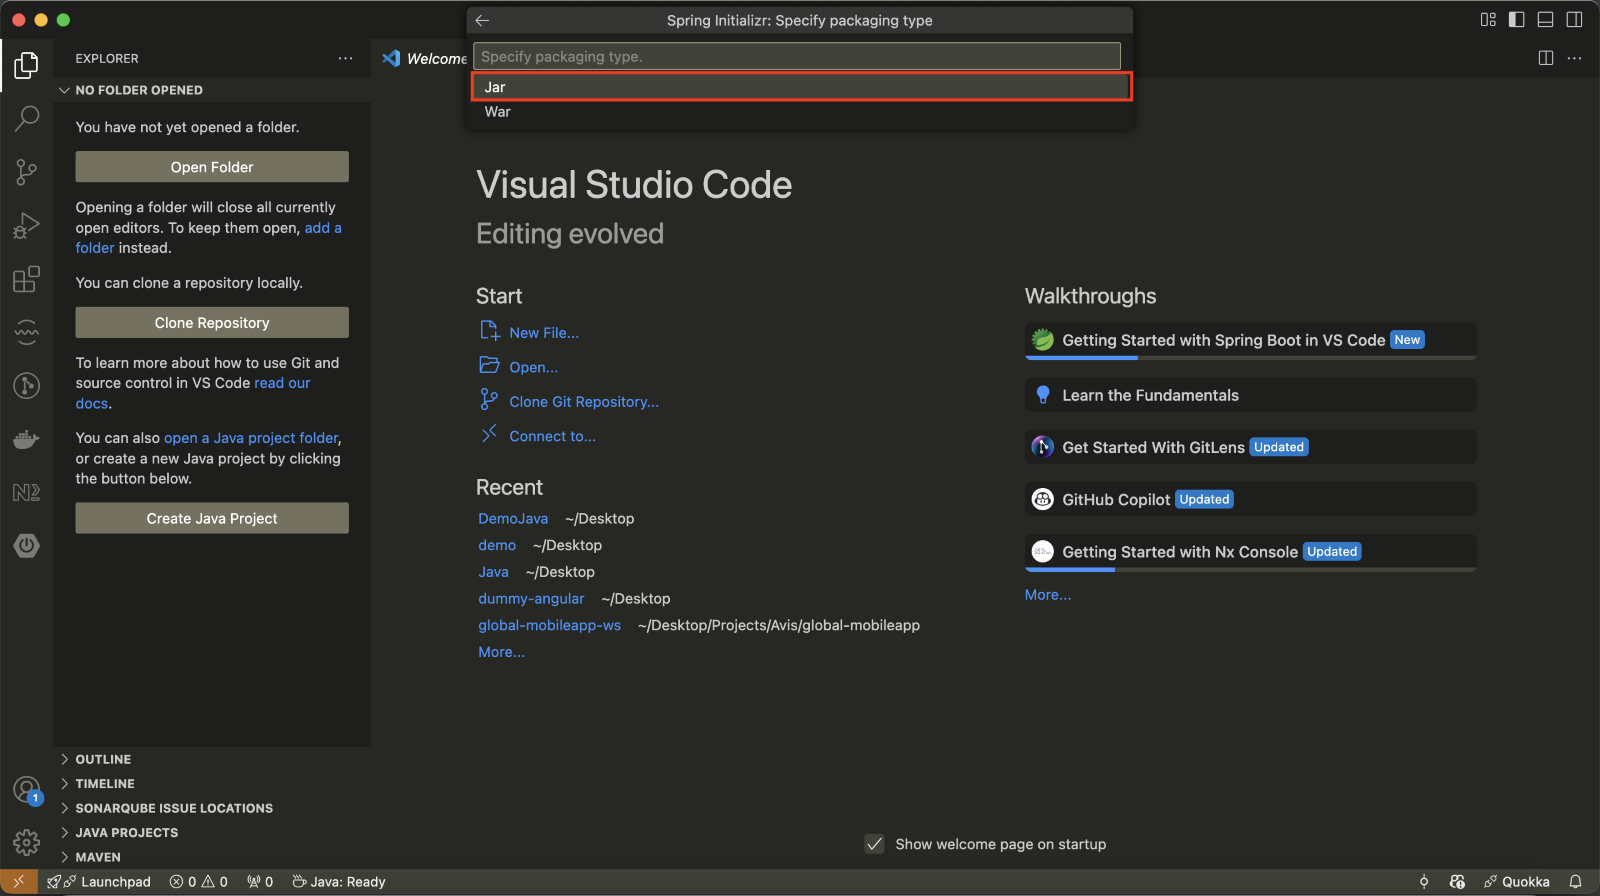 Spring Initializr: Specify packaging type
Specify packaging type.
Jar
War
EXPLORER
NO FOLDER OPENED
You have not yet opened a folder.
Open Folder
Opening a folder will close all currently
open editors. To keep them open, add a
folder instead.
You can clone a repository locally.
Clone Repository
To learn more about how to use Git and
source control in VS Code read our
docs.
You can also open a Java project folder,
or create a new Java project by clicking
the button below.
Create Java Project
OUTLINE
TIMELINE
SONARQUBE ISSUE LOCATIONS
JAVA PROJECTS
MAVEN
1
Welcome
Visual Studio Code
Editing evolved
Start
New File...
Open...
Clone Git Repository...
Connect to...
Recent
DemoJava ~/Desktop
demo ~/Desktop
Java ~/Desktop
dummy-angular ~/Desktop
global-mobileapp-ws ~/Desktop/Projects/Avis/global-mobileapp
More...
Walkthroughs
Getting Started with Spring Boot in VS Code New
Learn the Fundamentals
Get Started With GitLens Updated
GitHub Copilot Updated
Getting Started with Nx Console Updated
More...
Show welcome page on startup
Launchpad 0 0 0 Java: Ready Quokka